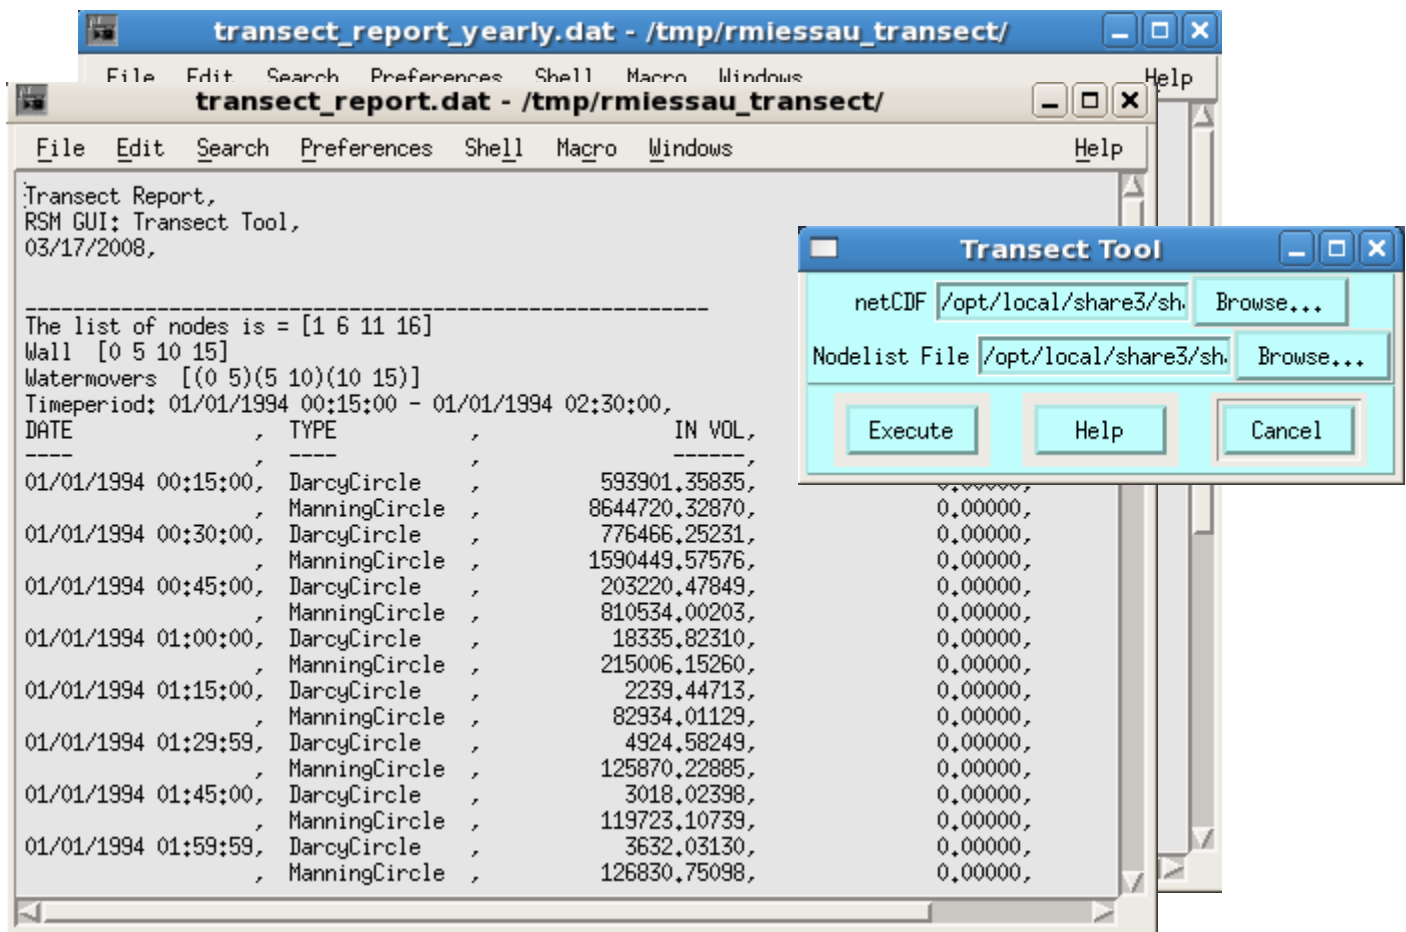 transect_report_yearly.dat - /tmp/rmiessau_transect/
File Edit Search Preferences Shell Macro Windows Help
transect_report.dat - /tmp/rmiessau_transect/
File Edit Search Preferences Shell Macro Windows Help
Transect Report,
RSM GUI: Transect Tool,
03/17/2008,
_________________________________________________________
The list of nodes is = [1 6 11 16]
Wall  [0 5 10 15]
Watermovers  [(0 5)(5 10)(10 15)]
Timeperiod: 01/01/1994 00:15:00 - 01/01/1994 02:30:00,
DATE , TYPE , IN VOL,
---- , ---- , ------,
01/01/1994 00:15:00, DarcyCircle , 593901.35835, 0.00000,
, ManningCircle , 8644720.32870, 0.00000,
01/01/1994 00:30:00, DarcyCircle , 776466.25231, 0.00000,
, ManningCircle , 1590449.57576, 0.00000,
01/01/1994 00:45:00, DarcyCircle , 203220.47849, 0.00000,
, ManningCircle , 810534.00203, 0.00000,
01/01/1994 01:00:00, DarcyCircle , 18335.82310, 0.00000,
, ManningCircle , 215006.15260, 0.00000,
01/01/1994 01:15:00, DarcyCircle , 2239.44713, 0.00000,
, ManningCircle , 82934.01129, 0.00000,
01/01/1994 01:29:59, DarcyCircle , 4924.58249, 0.00000,
, ManningCircle , 125870.22885, 0.00000,
01/01/1994 01:45:00, DarcyCircle , 3018.02398, 0.00000,
, ManningCircle , 119723.10739, 0.00000,
01/01/1994 01:59:59, DarcyCircle , 3632.03130, 0.00000,
, ManningCircle , 126830.75098, 0.00000,
Transect Tool
netCDF /opt/local/share3/sh Browse...
Nodelist File /opt/local/share3/sh Browse...
Execute Help Cancel